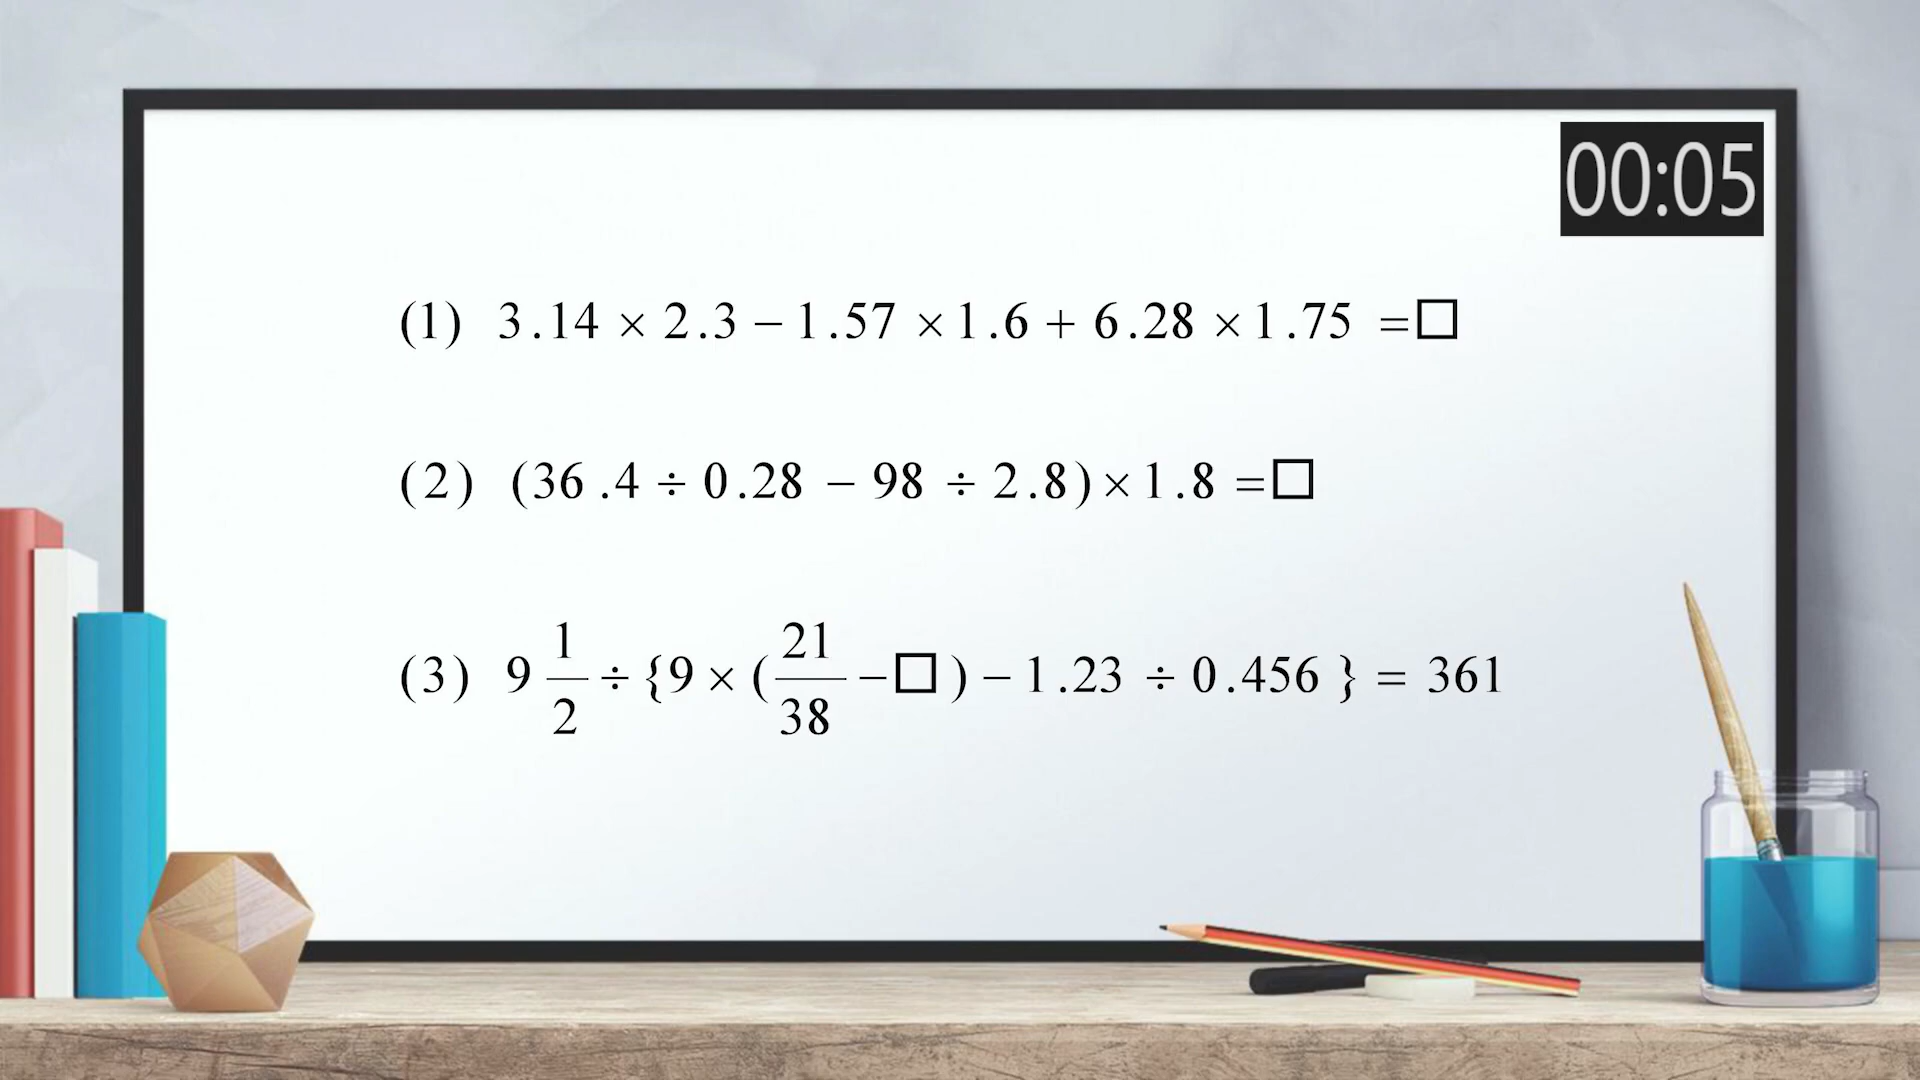 00:05
(1) 3.14 × 2.3 − 1.57 × 1.6 + 6.28 × 1.75 = □
(2) (36.4 ÷ 0.28 − 98 ÷ 2.8) × 1.8 = □
(3) 9 1/2 ÷ {9 × (21/38 − □) − 1.23 ÷ 0.456} = 361